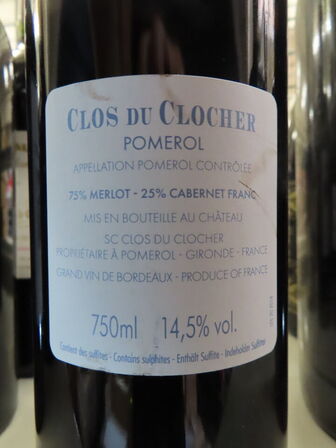 CLOS DU CLOCHER
POMEROL
APPELLATION POMEROL CONTRÔLÉE
75% MERLOT - 25% CABERNET FRANC
MIS EN BOUTEILLE AU CHÂTEAU
SC CLOS DU CLOCHER
PROPRIÉTAIRE À POMEROL - GIRONDE - FRANCE
GRAND VIN DE BORDEAUX - PRODUCE OF FRANCE
750ml 14,5% vol.
Contient des sulfites - Contains sulphites - Enthält Sulfite - Indeholdn Sulfitter